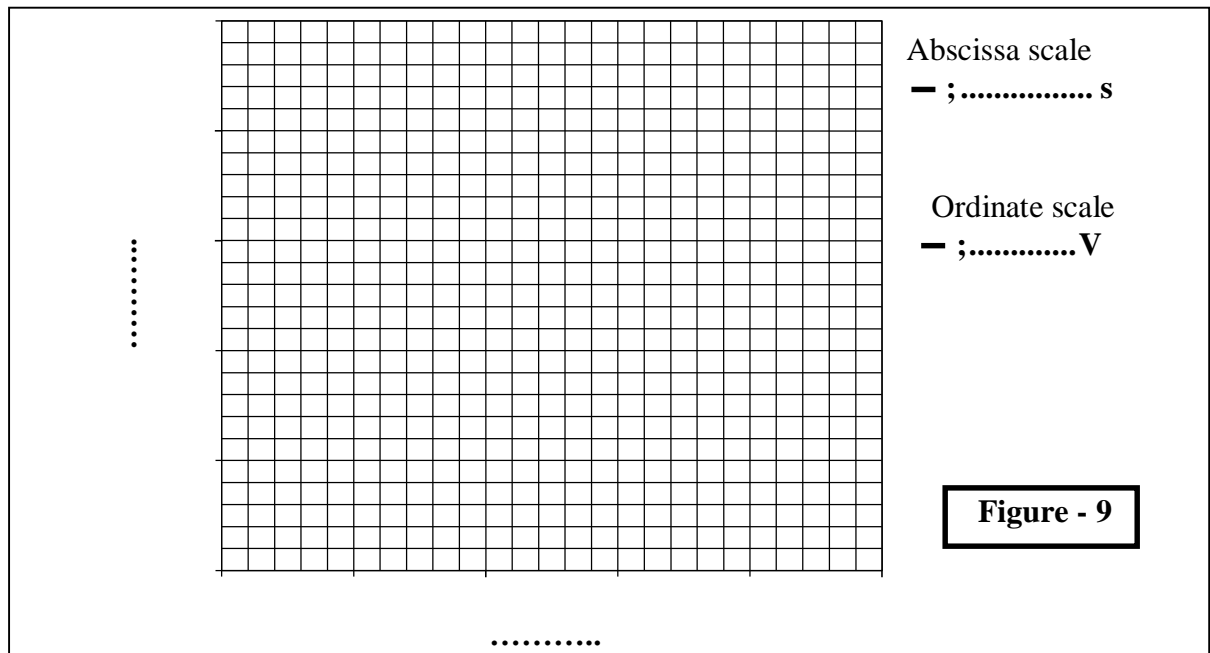 Abscissa scale
– ;................ s
Ordinate scale
– ;.............V
..........
Figure - 9
...........